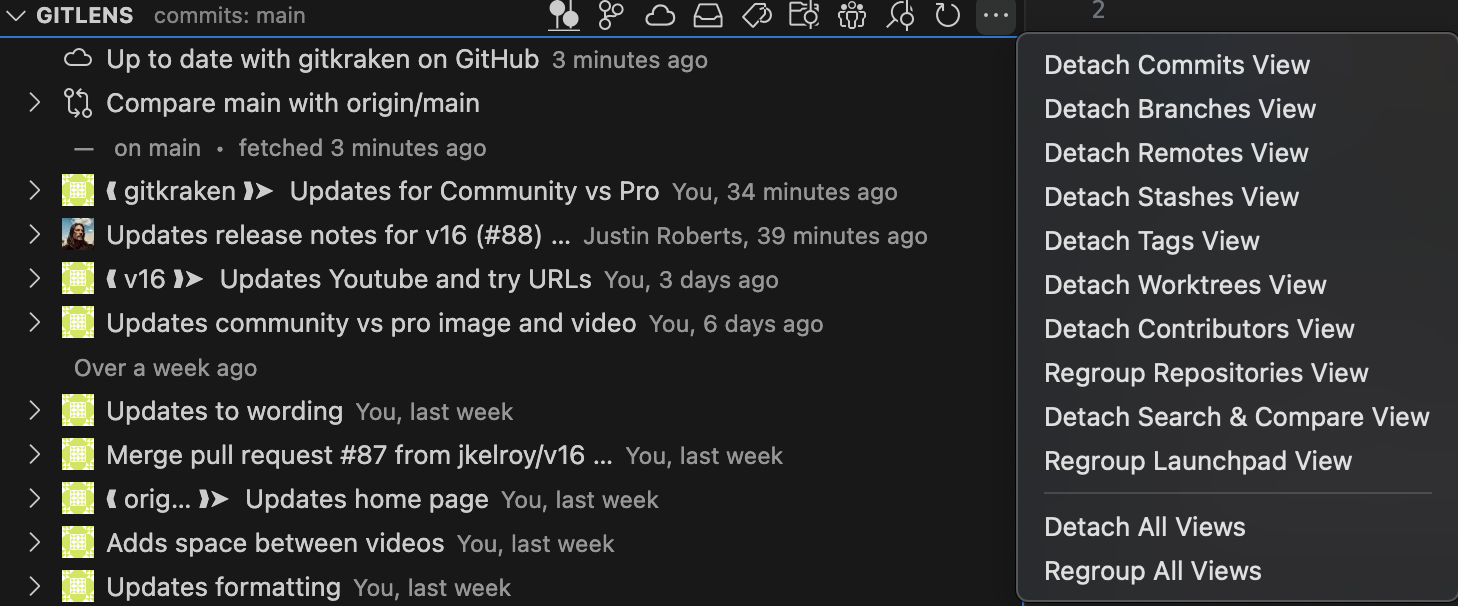 GITLENS commits: main
Up to date with gitkraken on GitHub 3 minutes ago
Compare main with origin/main
— on main • fetched 3 minutes ago
⦗ gitkraken ⦘➤ Updates for Community vs Pro You, 34 minutes ago
Updates release notes for v16 (#88) ... Justin Roberts, 39 minutes ago
⦗ v16 ⦘➤ Updates Youtube and try URLs You, 3 days ago
Updates community vs pro image and video You, 6 days ago
Over a week ago
Updates to wording You, last week
Merge pull request #87 from jkelroy/v16 ... You, last week
⦗ orig... ⦘➤ Updates home page You, last week
Adds space between videos You, last week
Updates formatting You, last week
2
Detach Commits View
Detach Branches View
Detach Remotes View
Detach Stashes View
Detach Tags View
Detach Worktrees View
Detach Contributors View
Regroup Repositories View
Detach Search & Compare View
Regroup Launchpad View
Detach All Views
Regroup All Views